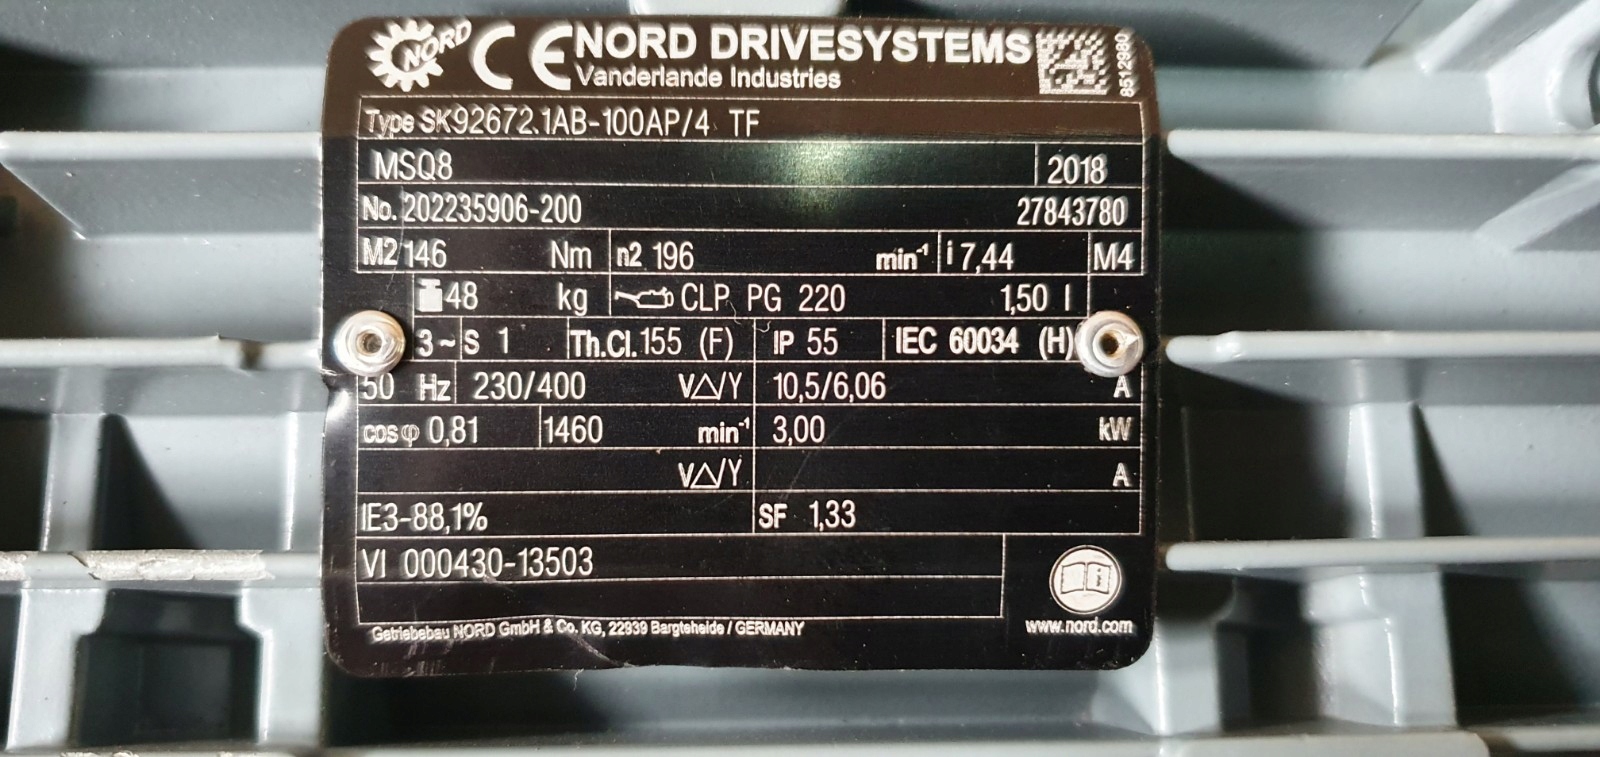 NORD CE NORD DRIVESYSTEMS
Vanderlande Industries
8512980
Type SK92672.1AB-100AP/4 TF
MSQ8 2018
No. 202235906-200 27843780
M2 146 Nm n2 196 min⁻¹ i 7,44 M4
48 kg CLP PG 220 1,50 l
3~ S 1 Th.Cl. 155 (F) IP 55 IEC 60034 (H)
50 Hz 230/400 V△/Y 10,5/6,06 A
cosφ 0,81 1460 min⁻¹ 3,00 kW
V△/Y A
IE3-88,1% SF 1,33
VI 000430-13503
Getriebebau NORD GmbH & Co. KG, 22939 Bargteheide / GERMANY www.nord.com